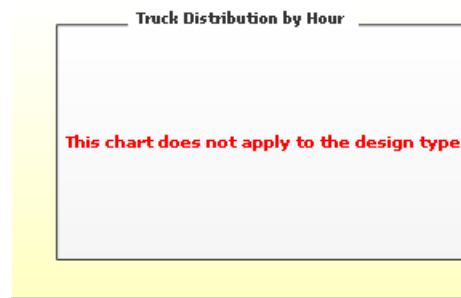 Truck Distribution by Hour
This chart does not apply to the design type